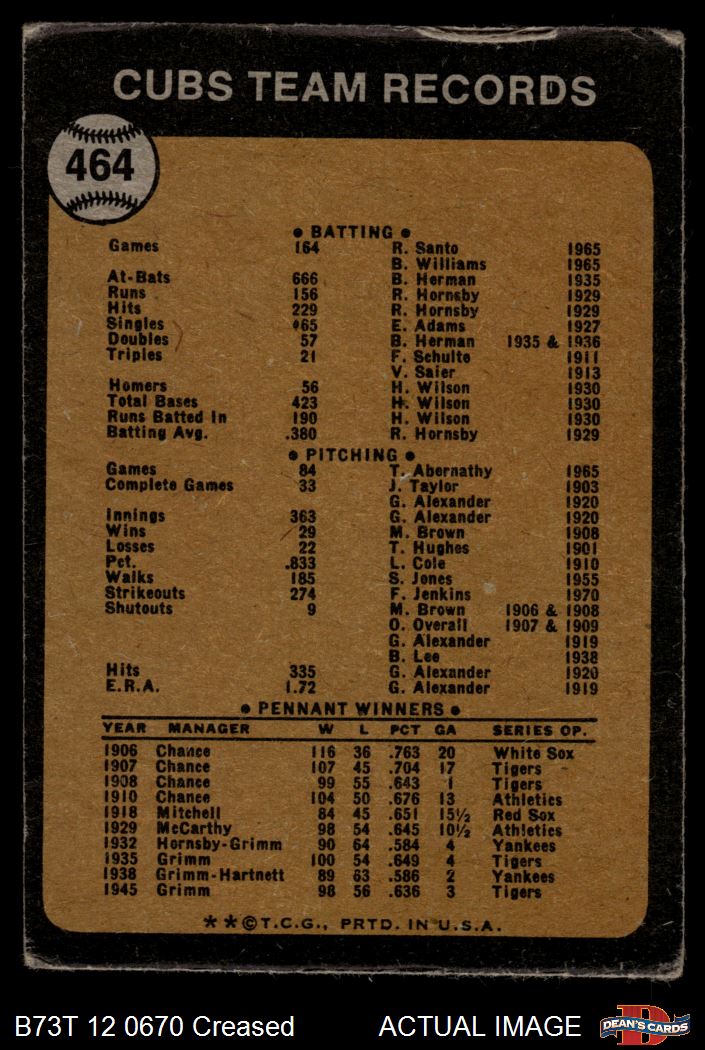 CUBS TEAM RECORDS
464
● BATTING ●
Games 164 R. Santo 1965
B. Williams 1965
At-Bats 666 B. Herman 1935
Runs 156 R. Hornsby 1929
Hits 229 R. Hornsby 1929
Singles 165 E. Adams 1927
Doubles 57 B. Herman 1935 & 1936
Triples 21 F. Schulte 1911
V. Saier 1913
Homers 56 H. Wilson 1930
Total Bases 423 H. Wilson 1930
Runs Batted In 190 H. Wilson 1930
Batting Avg. .380 R. Hornsby 1929
● PITCHING ●
Games 84 T. Abernathy 1965
Complete Games 33 J. Taylor 1903
G. Alexander 1920
Innings 363 G. Alexander 1920
Wins 29 M. Brown 1908
Losses 22 T. Hughes 1901
Pct. .833 L. Cole 1910
Walks 185 S. Jones 1955
Strikeouts 274 F. Jenkins 1970
Shutouts 9 M. Brown 1906 & 1908
O. Overall 1907 & 1909
G. Alexander 1919
B. Lee 1938
Hits 335 G. Alexander 1920
E.R.A. 1.72 G. Alexander 1919
● PENNANT WINNERS ●
YEAR MANAGER W L PCT GA SERIES OP.
1906 Chance 116 36 .763 20 White Sox
1907 Chance 107 45 .704 17 Tigers
1908 Chance 99 55 .643 1 Tigers
1910 Chance 104 50 .676 13 Athletics
1918 Mitchell 84 45 .651 15½ Red Sox
1929 McCarthy 98 54 .645 10½ Athletics
1932 Hornsby-Grimm 90 64 .584 4 Yankees
1935 Grimm 100 54 .649 4 Tigers
1938 Grimm-Hartnett 89 63 .586 2 Yankees
1945 Grimm 98 56 .636 3 Tigers
**©T.C.G., PRTD. IN U.S.A.
B73T 12 0670 Creased ACTUAL IMAGE
D
DEAN'S CARDS